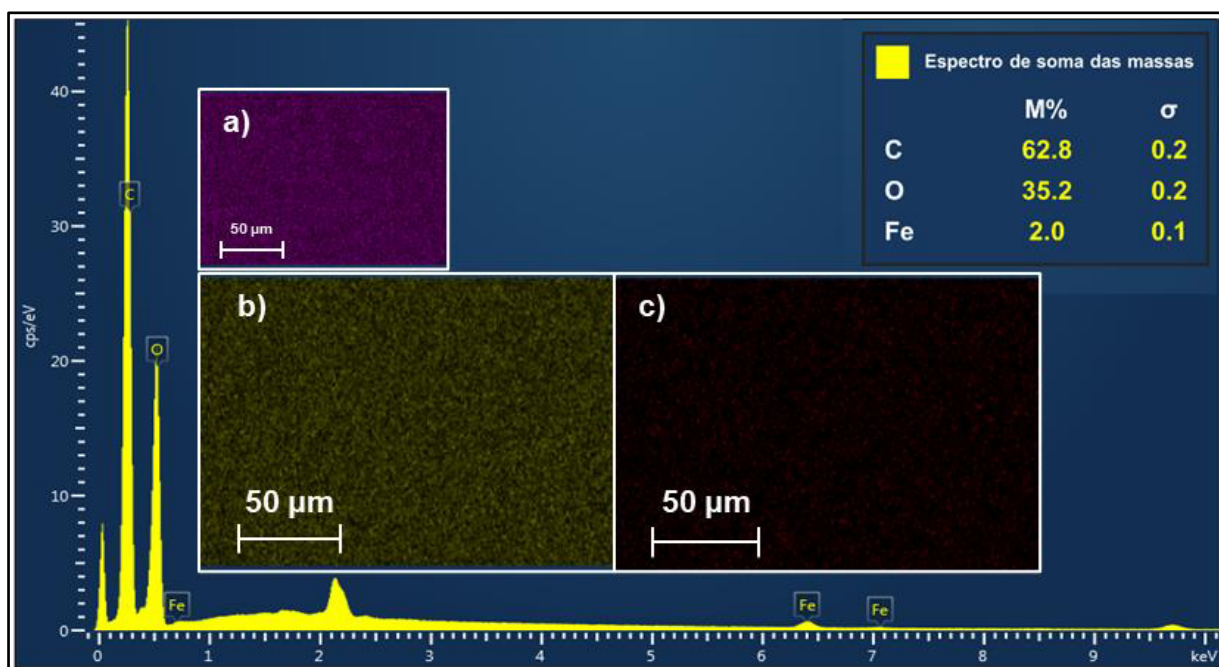 Espectro de soma das massas
M% σ
C 62.8 0.2
O 35.2 0.2
Fe 2.0 0.1
a)
50 µm
b)
50 µm
c)
50 µm
cps/eV
40
30
20
10
0
C
O
Fe
Fe
Fe
0 1 2 3 4 5 6 7 8 9 keV